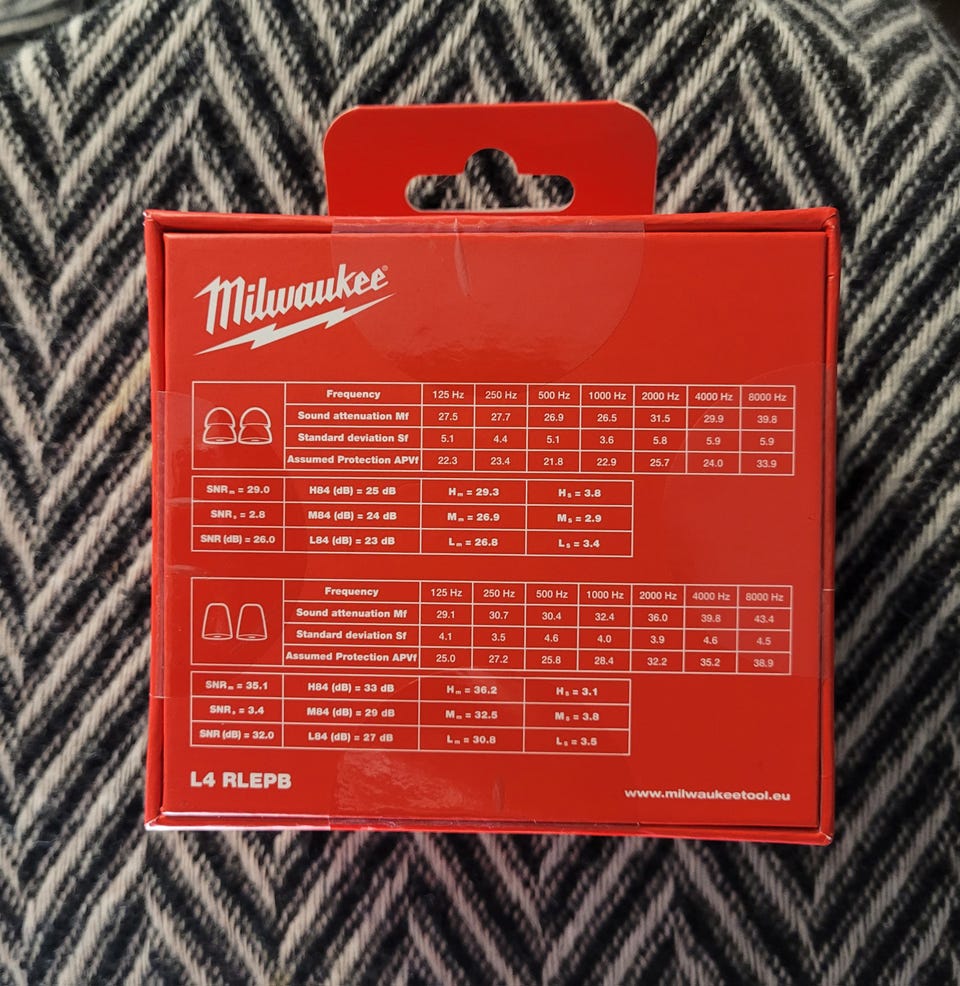 Milwaukee®
Frequency 125 Hz 250 Hz 500 Hz 1000 Hz 2000 Hz 4000 Hz 8000 Hz
Sound attenuation Mf 27.5 27.7 26.9 26.5 31.5 29.9 39.8
Standard deviation Sf 5.1 4.4 5.1 3.6 5.8 5.9 5.9
Assumed Protection APVf 22.3 23.4 21.8 22.9 25.7 24.0 33.9
SNRm = 29.0 H84 (dB) = 25 dB Hm = 29.3 Hs = 3.8
SNRs = 2.8 M84 (dB) = 24 dB Mm = 26.9 Ms = 2.9
SNR (dB) = 26.0 L84 (dB) = 23 dB Lm = 26.8 Ls = 3.4
Frequency 125 Hz 250 Hz 500 Hz 1000 Hz 2000 Hz 4000 Hz 8000 Hz
Sound attenuation Mf 29.1 30.7 30.4 32.4 36.0 39.8 43.4
Standard deviation Sf 4.1 3.5 4.6 4.0 3.9 4.6 4.5
Assumed Protection APVf 25.0 27.2 25.8 28.4 32.2 35.2 38.9
SNRm = 35.1 H84 (dB) = 33 dB Hm = 36.2 Hs = 3.1
SNRs = 3.4 M84 (dB) = 29 dB Mm = 32.5 Ms = 3.8
SNR (dB) = 32.0 L84 (dB) = 27 dB Lm = 30.8 Ls = 3.5
L4 RLEPB
www.milwaukeetool.eu